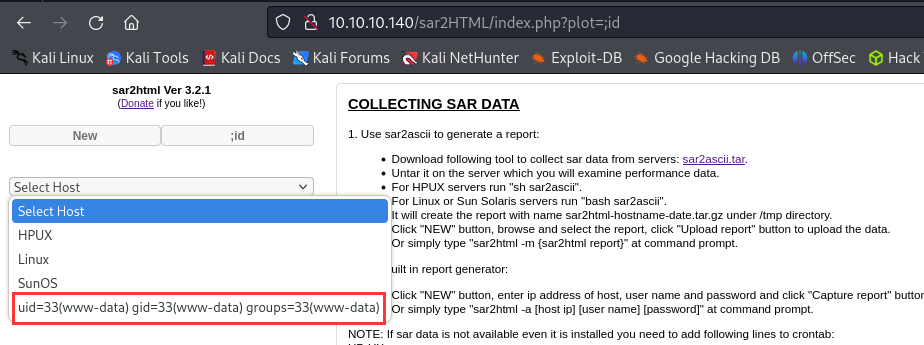 10.10.10.140/sar2HTML/index.php?plot=;id
Kali Linux Kali Tools Kali Docs Kali Forums Kali NetHunter Exploit-DB Google Hacking DB OffSec Hack
sar2html Ver 3.2.1
(Donate if you like!)
New ;id
Select Host
Select Host
HPUX
Linux
SunOS
uid=33(www-data) gid=33(www-data) groups=33(www-data)
COLLECTING SAR DATA
1. Use sar2ascii to generate a report:
Download following tool to collect sar data from servers: sar2ascii.tar.
Untar it on the server which you will examine performance data.
For HPUX servers run "sh sar2ascii".
For Linux or Sun Solaris servers run "bash sar2ascii".
It will create the report with name sar2html-hostname-date.tar.gz under /tmp directory.
Click "NEW" button, browse and select the report, click "Upload report" button to upload the data.
Or simply type "sar2html -m {sar2html report}" at command prompt.
uilt in report generator:
Click "NEW" button, enter ip address of host, user name and password and click "Capture report" button
Or simply type "sar2html -a [host ip] [user name] [password]" at command prompt.
NOTE: If sar data is not available even it is installed you need to add following lines to crontab: